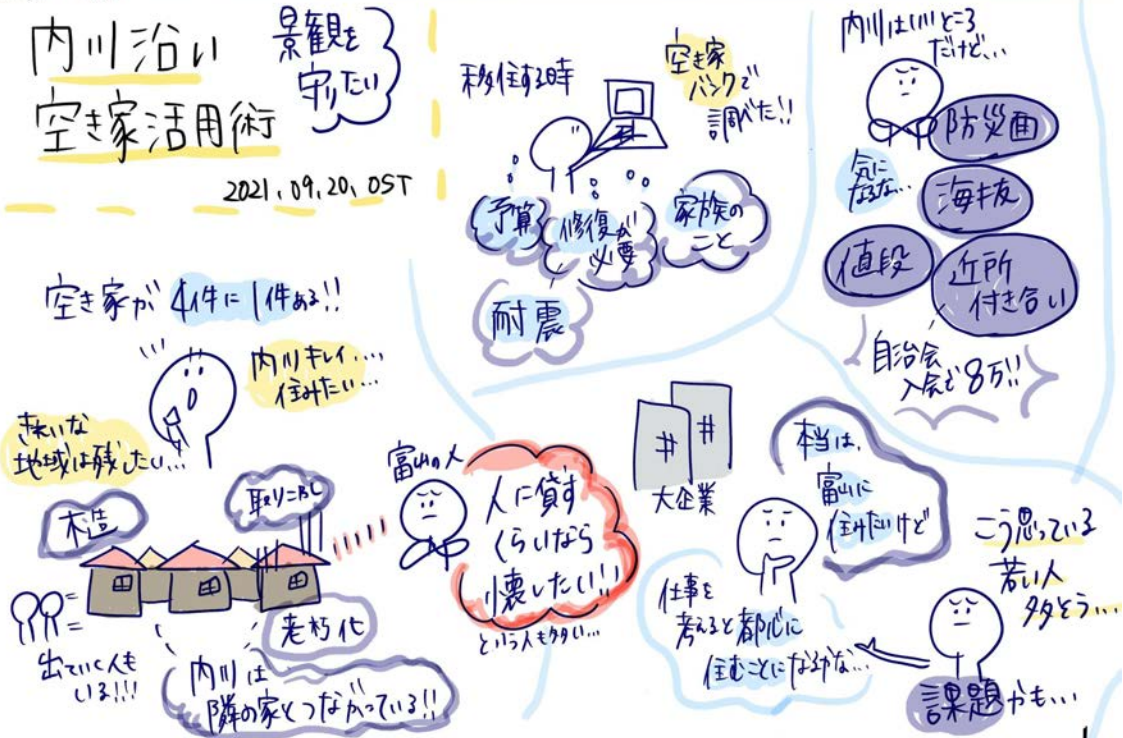 内川沿い
空き家活用術
景観を
守りたい
2021.09.20. OST
移住する時
空き家
バンクで
調べた!!
予算
修復が
必要
家族の
こと
耐震
内川はいいところ
だけど...
防災面
気に
なるな...
海抜
値段
近所
付き合い
自治会
入会で8万!!
空き家が4件に1件ある!!
内川キレイ....
住みたい...
きれいな
地域は残したい...
木造
取り こわし
老朽化
出ていく人も
いる!!!
内川は
隣の家とつながっている!!
富山の人
人に貸す
くらいなら
壊したい!!
という人も多い...
大企業
本当は、
富山に
住みたいけど
仕事を
考えると都心に
住むことになるかな...
こう思っている
若い人
多そう...
課題かも...